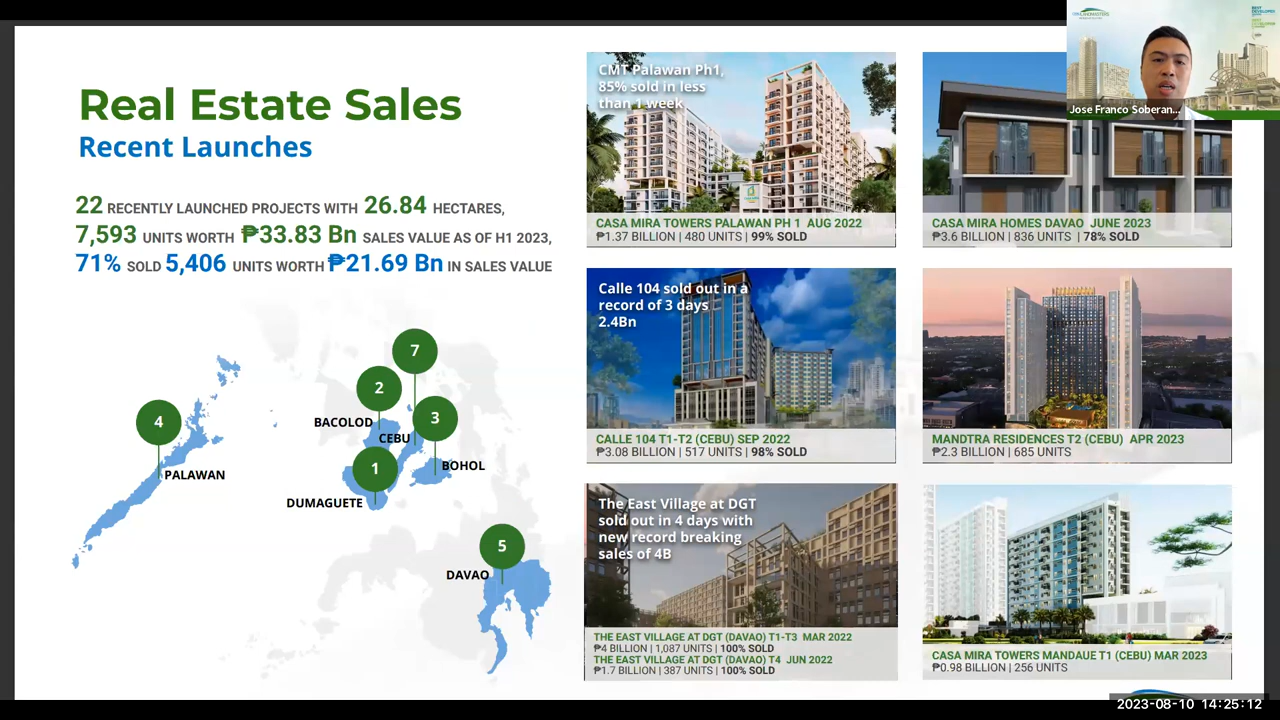 Real Estate Sales
Recent Launches
22 RECENTLY LAUNCHED PROJECTS WITH 26.84 HECTARES,
7,593 UNITS WORTH ₱33.83 Bn SALES VALUE AS OF H1 2023,
71% SOLD 5,406 UNITS WORTH ₱21.69 Bn IN SALES VALUE
7
2
BACOLOD
3
4
CEBU
PALAWAN
1
BOHOL
DUMAGUETE
5
DAVAO
CMT Palawan Ph1,
85% sold in less
than 1 week
CASA MIRA TOWERS PALAWAN PH 1 AUG 2022
₱1.37 BILLION | 480 UNITS | 99% SOLD
CASA MIRA HOMES DAVAO JUNE 2023
₱3.6 BILLION | 836 UNITS | 78% SOLD
Calle 104 sold out in a
record of 3 days
2.4Bn
CALLE 104 T1-T2 (CEBU) SEP 2022
₱3.08 BILLION | 517 UNITS | 98% SOLD
MANDTRA RESIDENCES T2 (CEBU) APR 2023
₱2.3 BILLION | 685 UNITS
The East Village at DGT
sold out in 4 days with
new record breaking
sales of 4B
THE EAST VILLAGE AT DGT (DAVAO) T1-T3 MAR 2022
₱4 BILLION | 1,087 UNITS | 100% SOLD
THE EAST VILLAGE AT DGT (DAVAO) T4 JUN 2022
₱1.7 BILLION | 387 UNITS | 100% SOLD
CASA MIRA TOWERS MANDAUE T1 (CEBU) MAR 2023
₱0.98 BILLION | 256 UNITS
Jose Franco Soberan...
2023-08-10 14:25:12